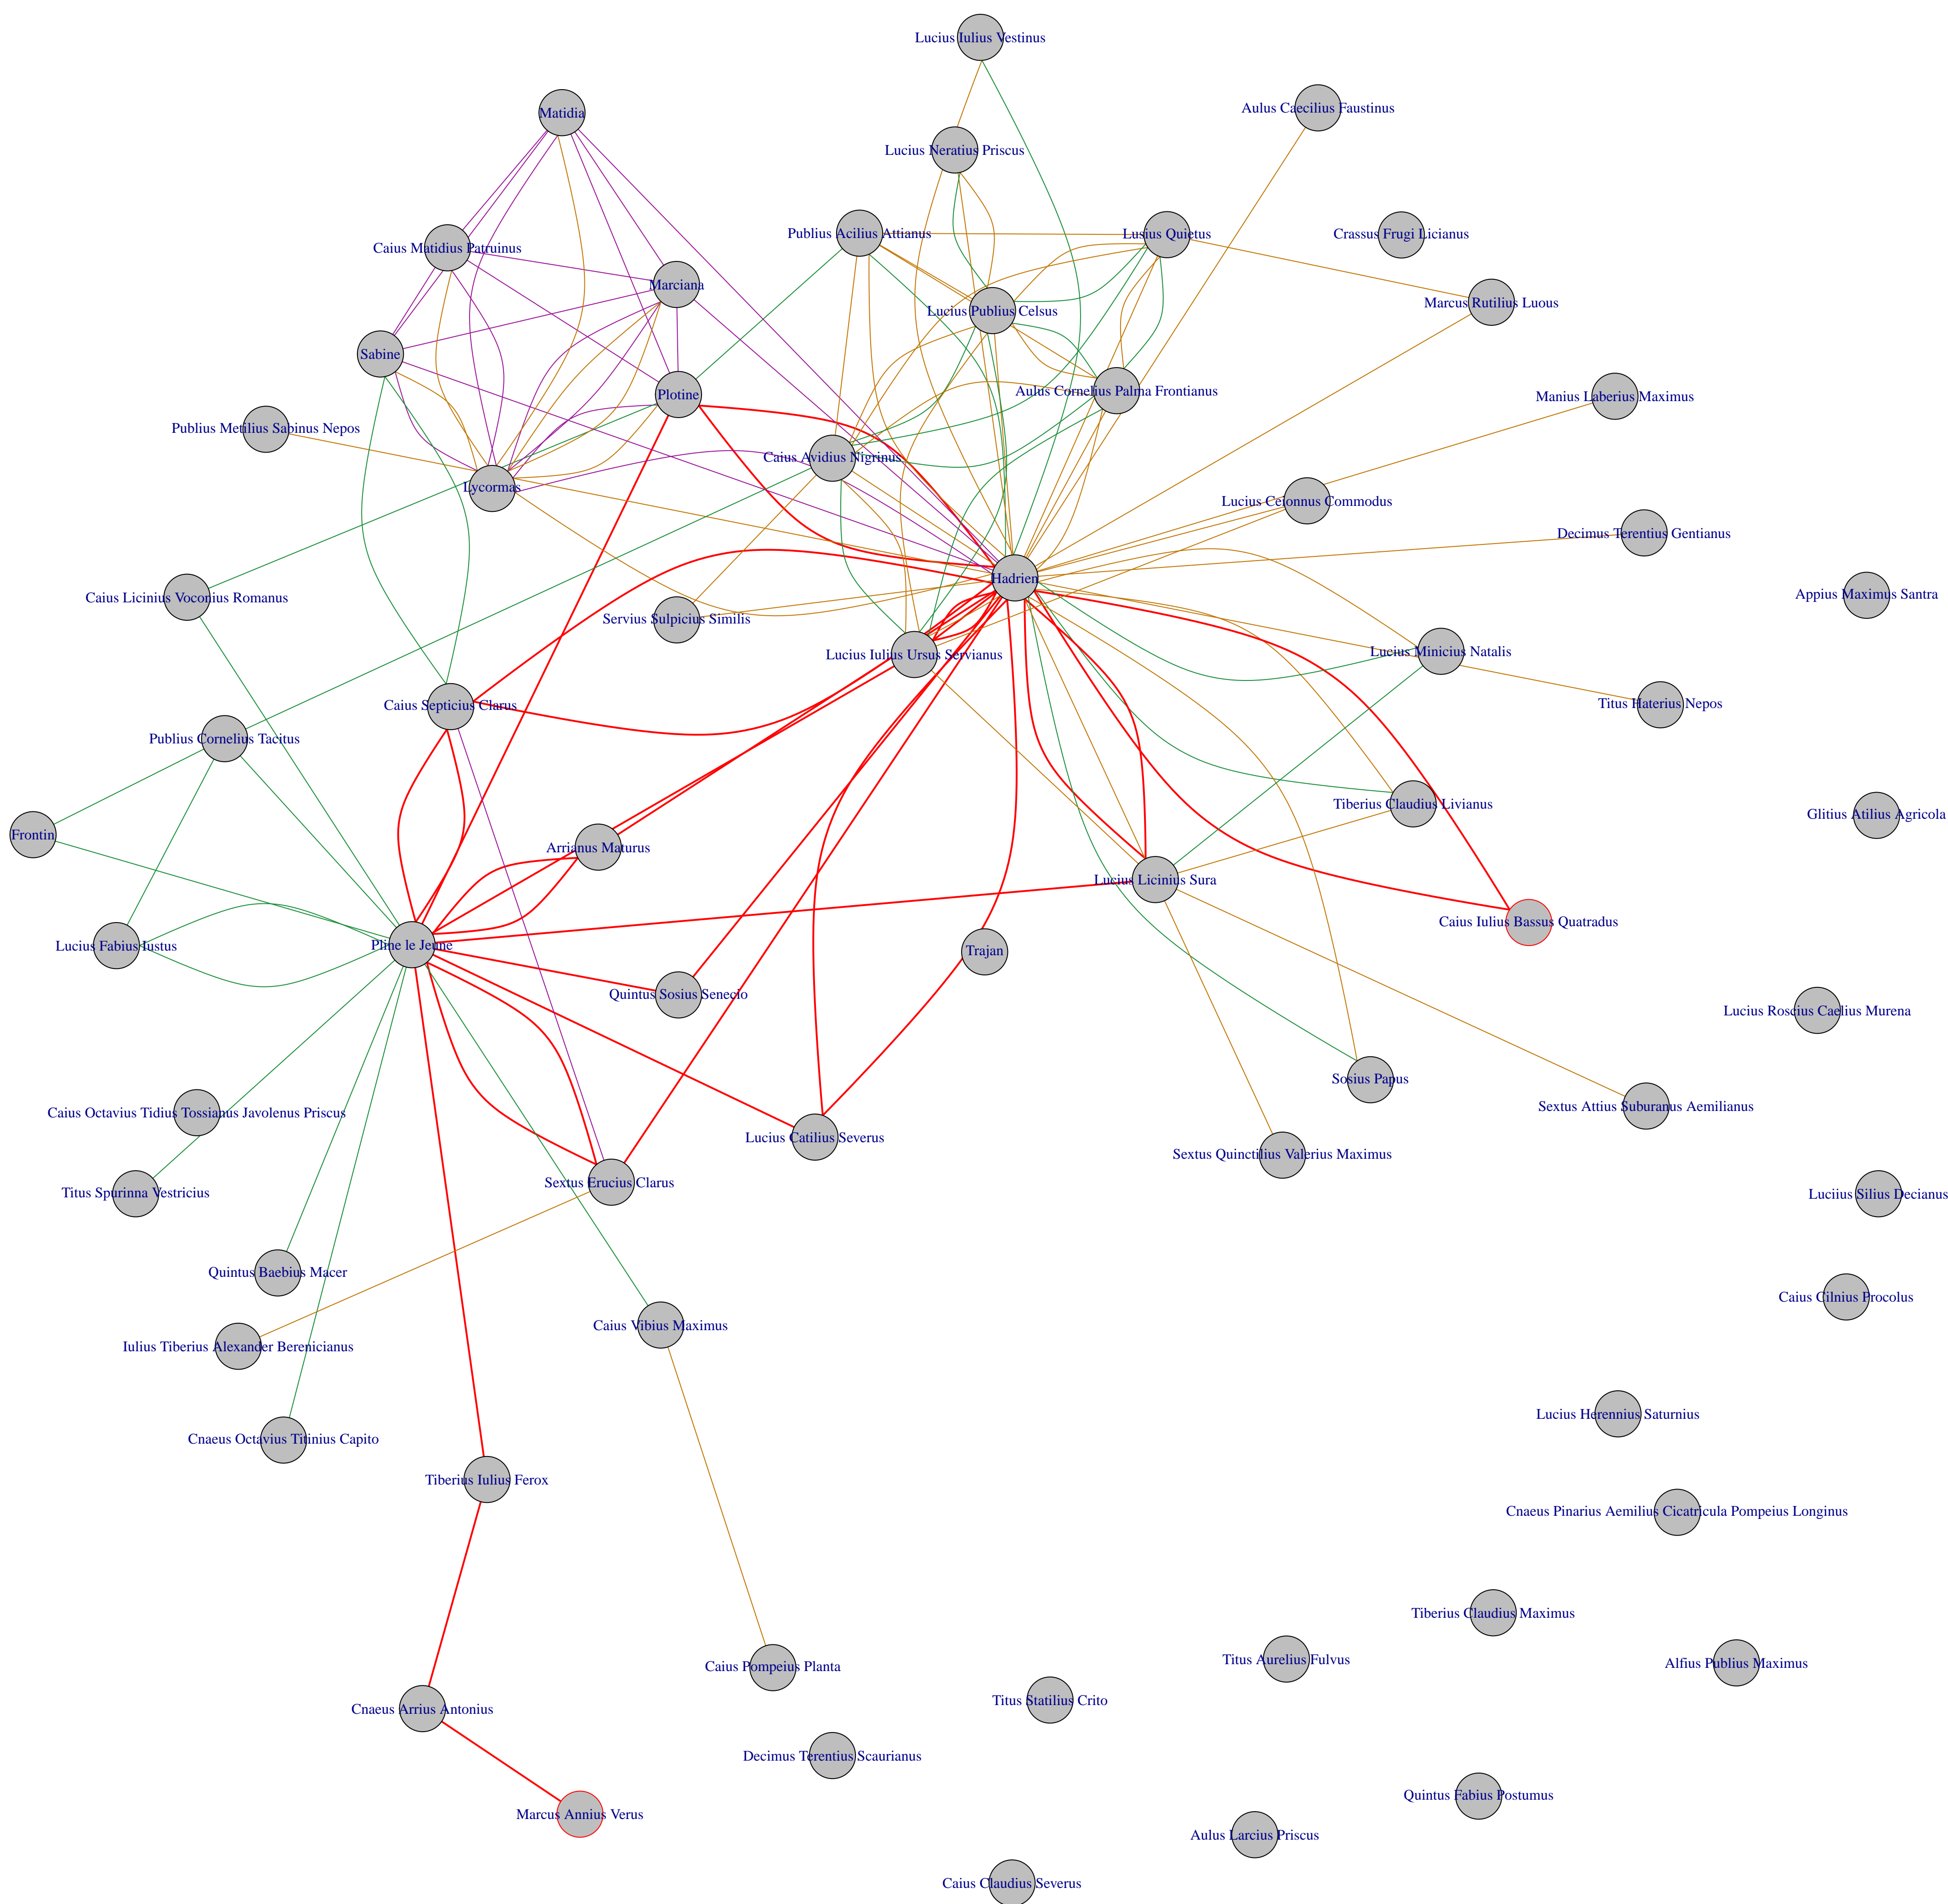 Lucius Iulius Vestinus
Aulus Caecilius Faustinus
Matidia
Lucius Neratius Priscus
Publius Acilius Attianus
Lusius Quietus
Crassus Frugi Licianus
Caius Matidius Patruinus
Marciana
Marcus Rutilius Luous
Lucius Publius Celsus
Sabine
Plotine
Aulus Cornelius Palma Frontianus
Manius Laberius Maximus
Publius Metilius Sabinus Nepos
Caius Avidius Nigrinus
Lycormas
Lucius Ceionnus Commodus
Decimus Terentius Gentianus
Hadrien
Caius Licinius Voconius Romanus
Appius Maximus Santra
Servius Sulpicius Similis
Lucius Iulius Ursus Servianus
Lucius Minicius Natalis
Caius Septicius Clarus
Titus Haterius Nepos
Publius Cornelius Tacitus
Tiberius Claudius Livianus
Glitius Atilius Agricola
Frontin
Arrianus Maturus
Lucius Licinius Sura
Caius Iulius Bassus Quatradus
Lucius Fabius Iustus
Pline le Jeune
Trajan
Quintus Sosius Senecio
Lucius Roscius Caelius Murena
Sosius Papus
Sextus Attius Suburanus Aemilianus
Caius Octavius Tidius Tossianus Javolenus Priscus
Lucius Catilius Severus
Sextus Quinctilius Valerius Maximus
Sextus Erucius Clarus
Titus Spurinna Vestricius
Luciius Silius Decianus
Quintus Baebius Macer
Caius Cilnius Procolus
Caius Vibius Maximus
Iulius Tiberius Alexander Berenicianus
Lucius Herennius Saturnius
Cnaeus Octavius Titinius Capito
Tiberius Iulius Ferox
Cnaeus Pinarius Aemilius Cicatricula Pompeius Longinus
Tiberius Claudius Maximus
Titus Aurelius Fulvus
Alfius Publius Maximus
Caius Pompeius Planta
Titus Statilius Crito
Cnaeus Arrius Antonius
Decimus Terentius Scaurianus
Quintus Fabius Postumus
Marcus Annius Verus
Aulus Larcius Priscus
Caius Claudius Severus